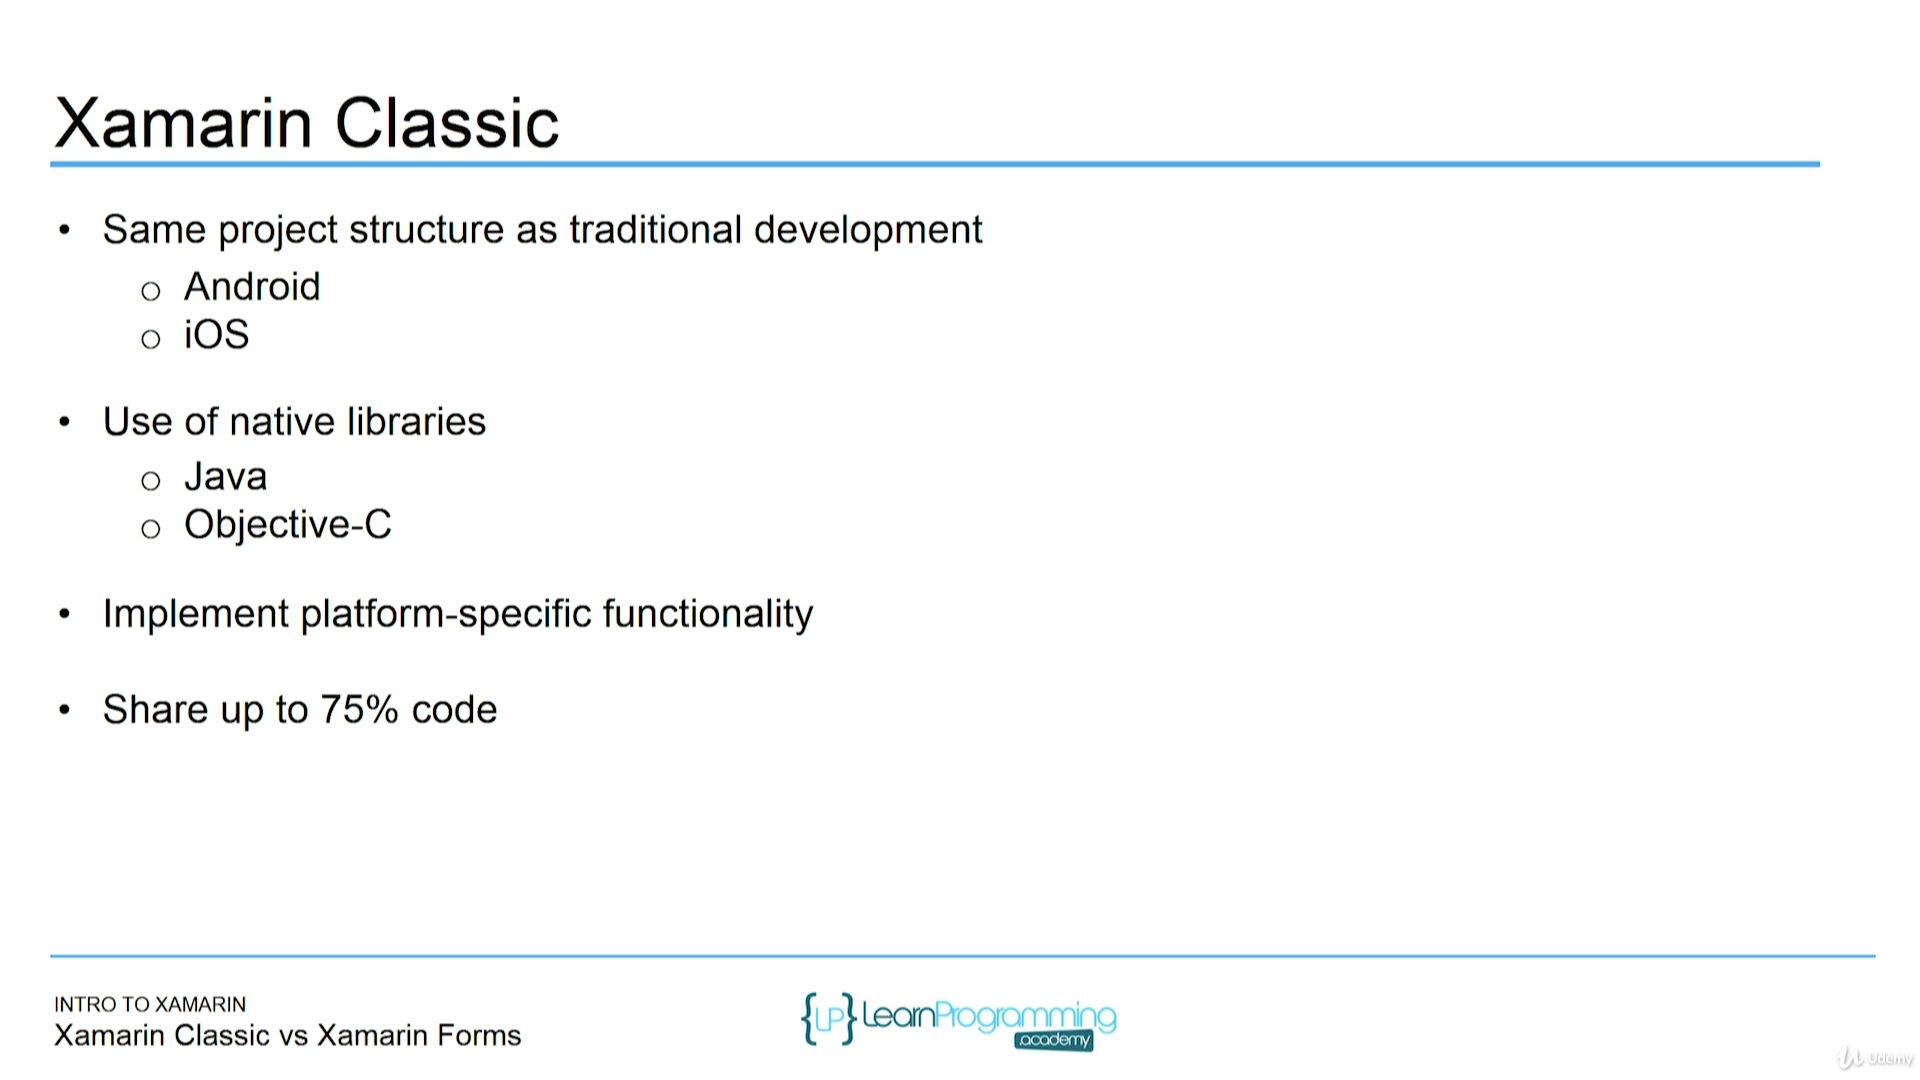 Xamarin Classic
• Same project structure as traditional development
o Android
o iOS
• Use of native libraries
o Java
o Objective-C
• Implement platform-specific functionality
• Share up to 75% code
INTRO TO XAMARIN
Xamarin Classic vs Xamarin Forms
{LP} LearnProgramming
academy
Udemy